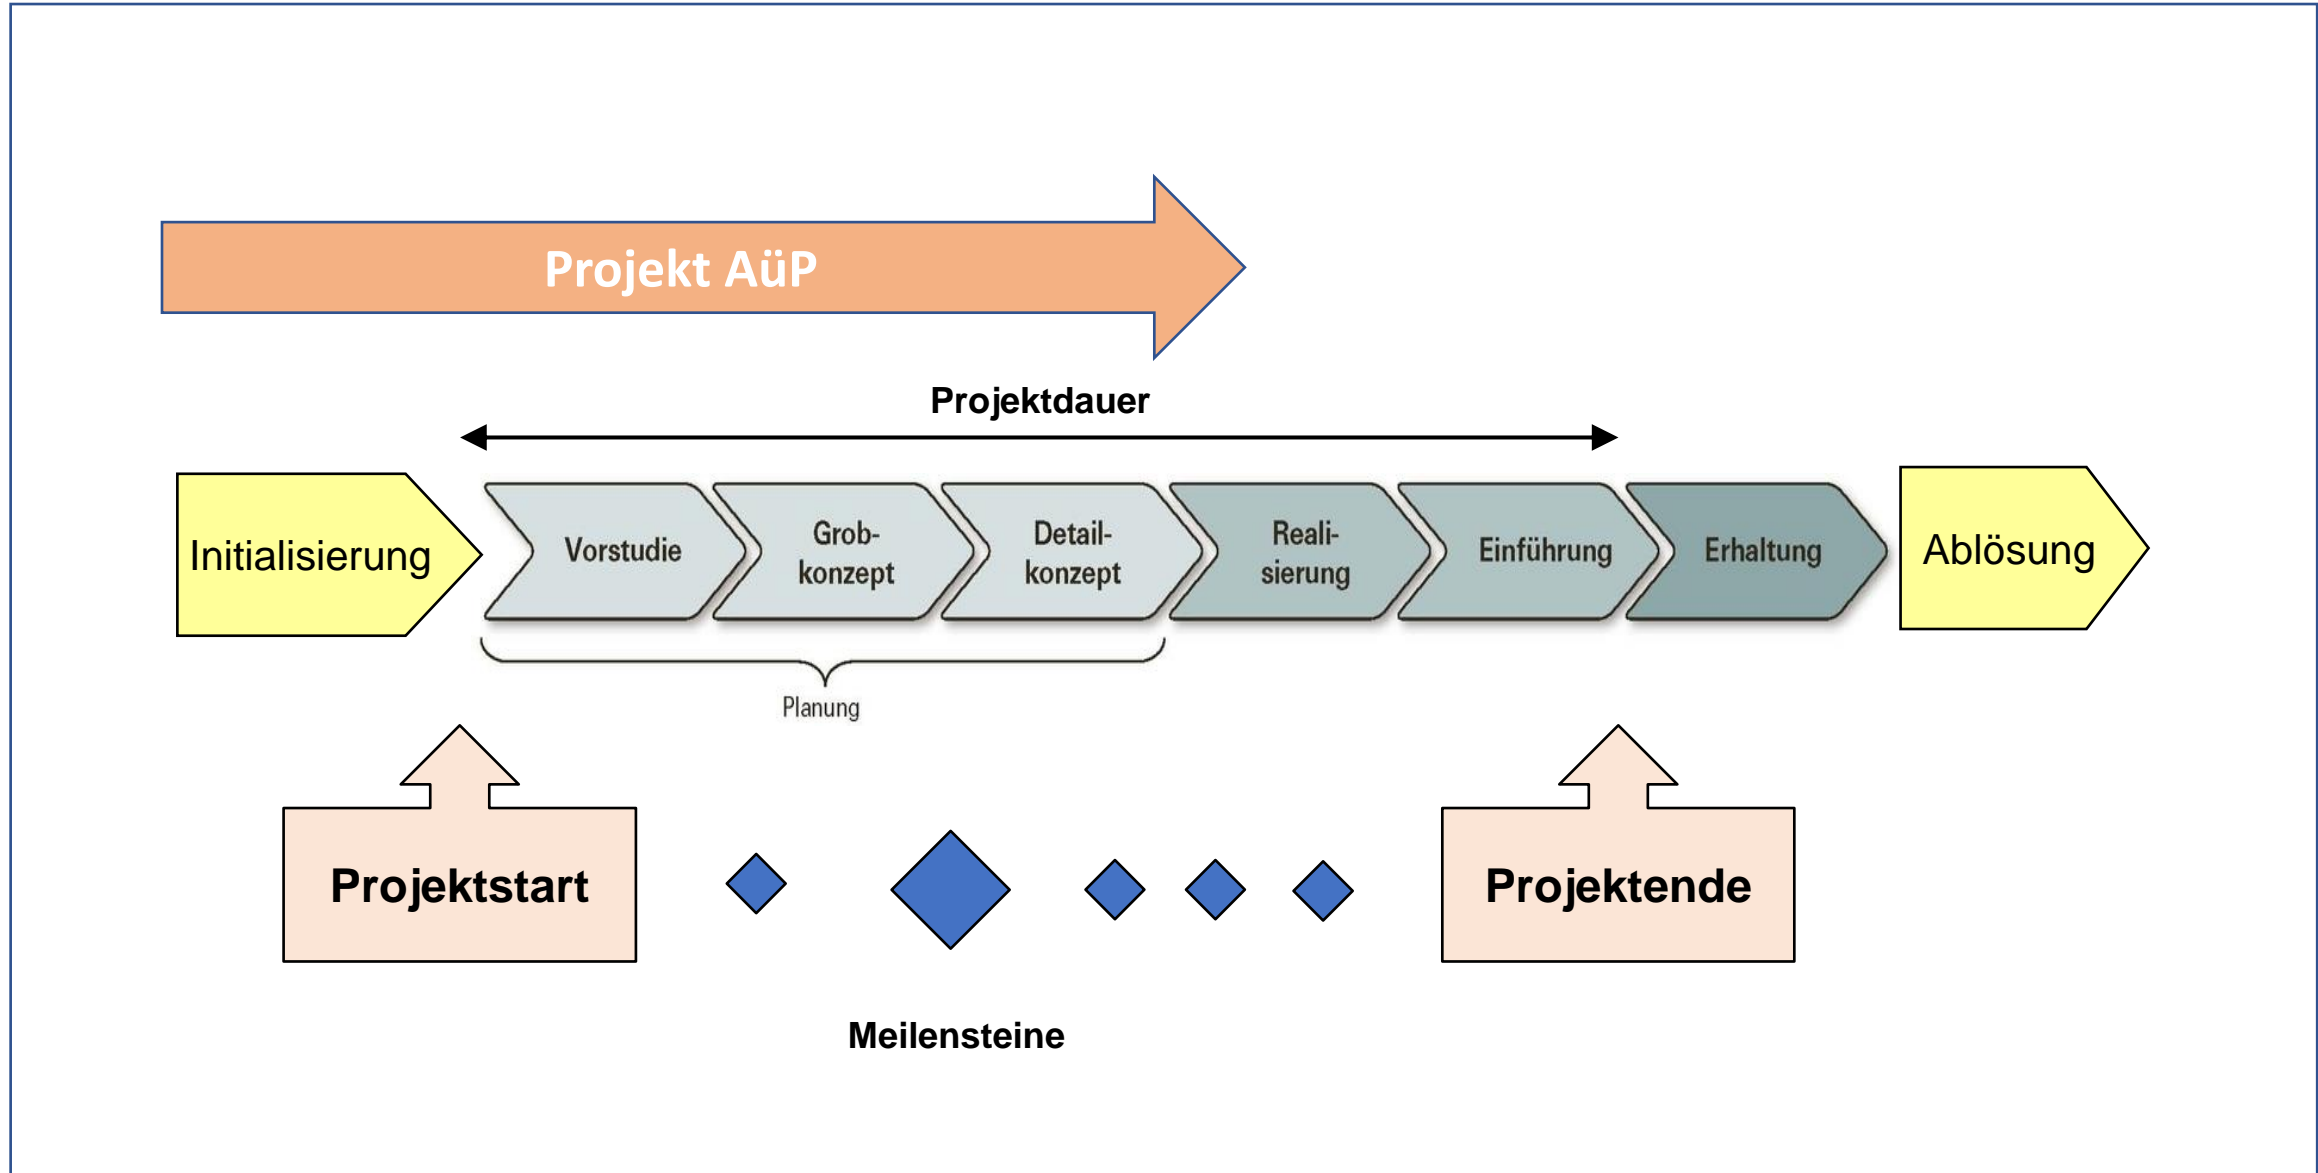 Projekt AüP
Projektdauer
Initialisierung
Vorstudie
Grob-
konzept
Detail-
konzept
Reali-
sierung
Einführung
Erhaltung
Ablösung
Planung
Projektstart
Projektende
Meilensteine